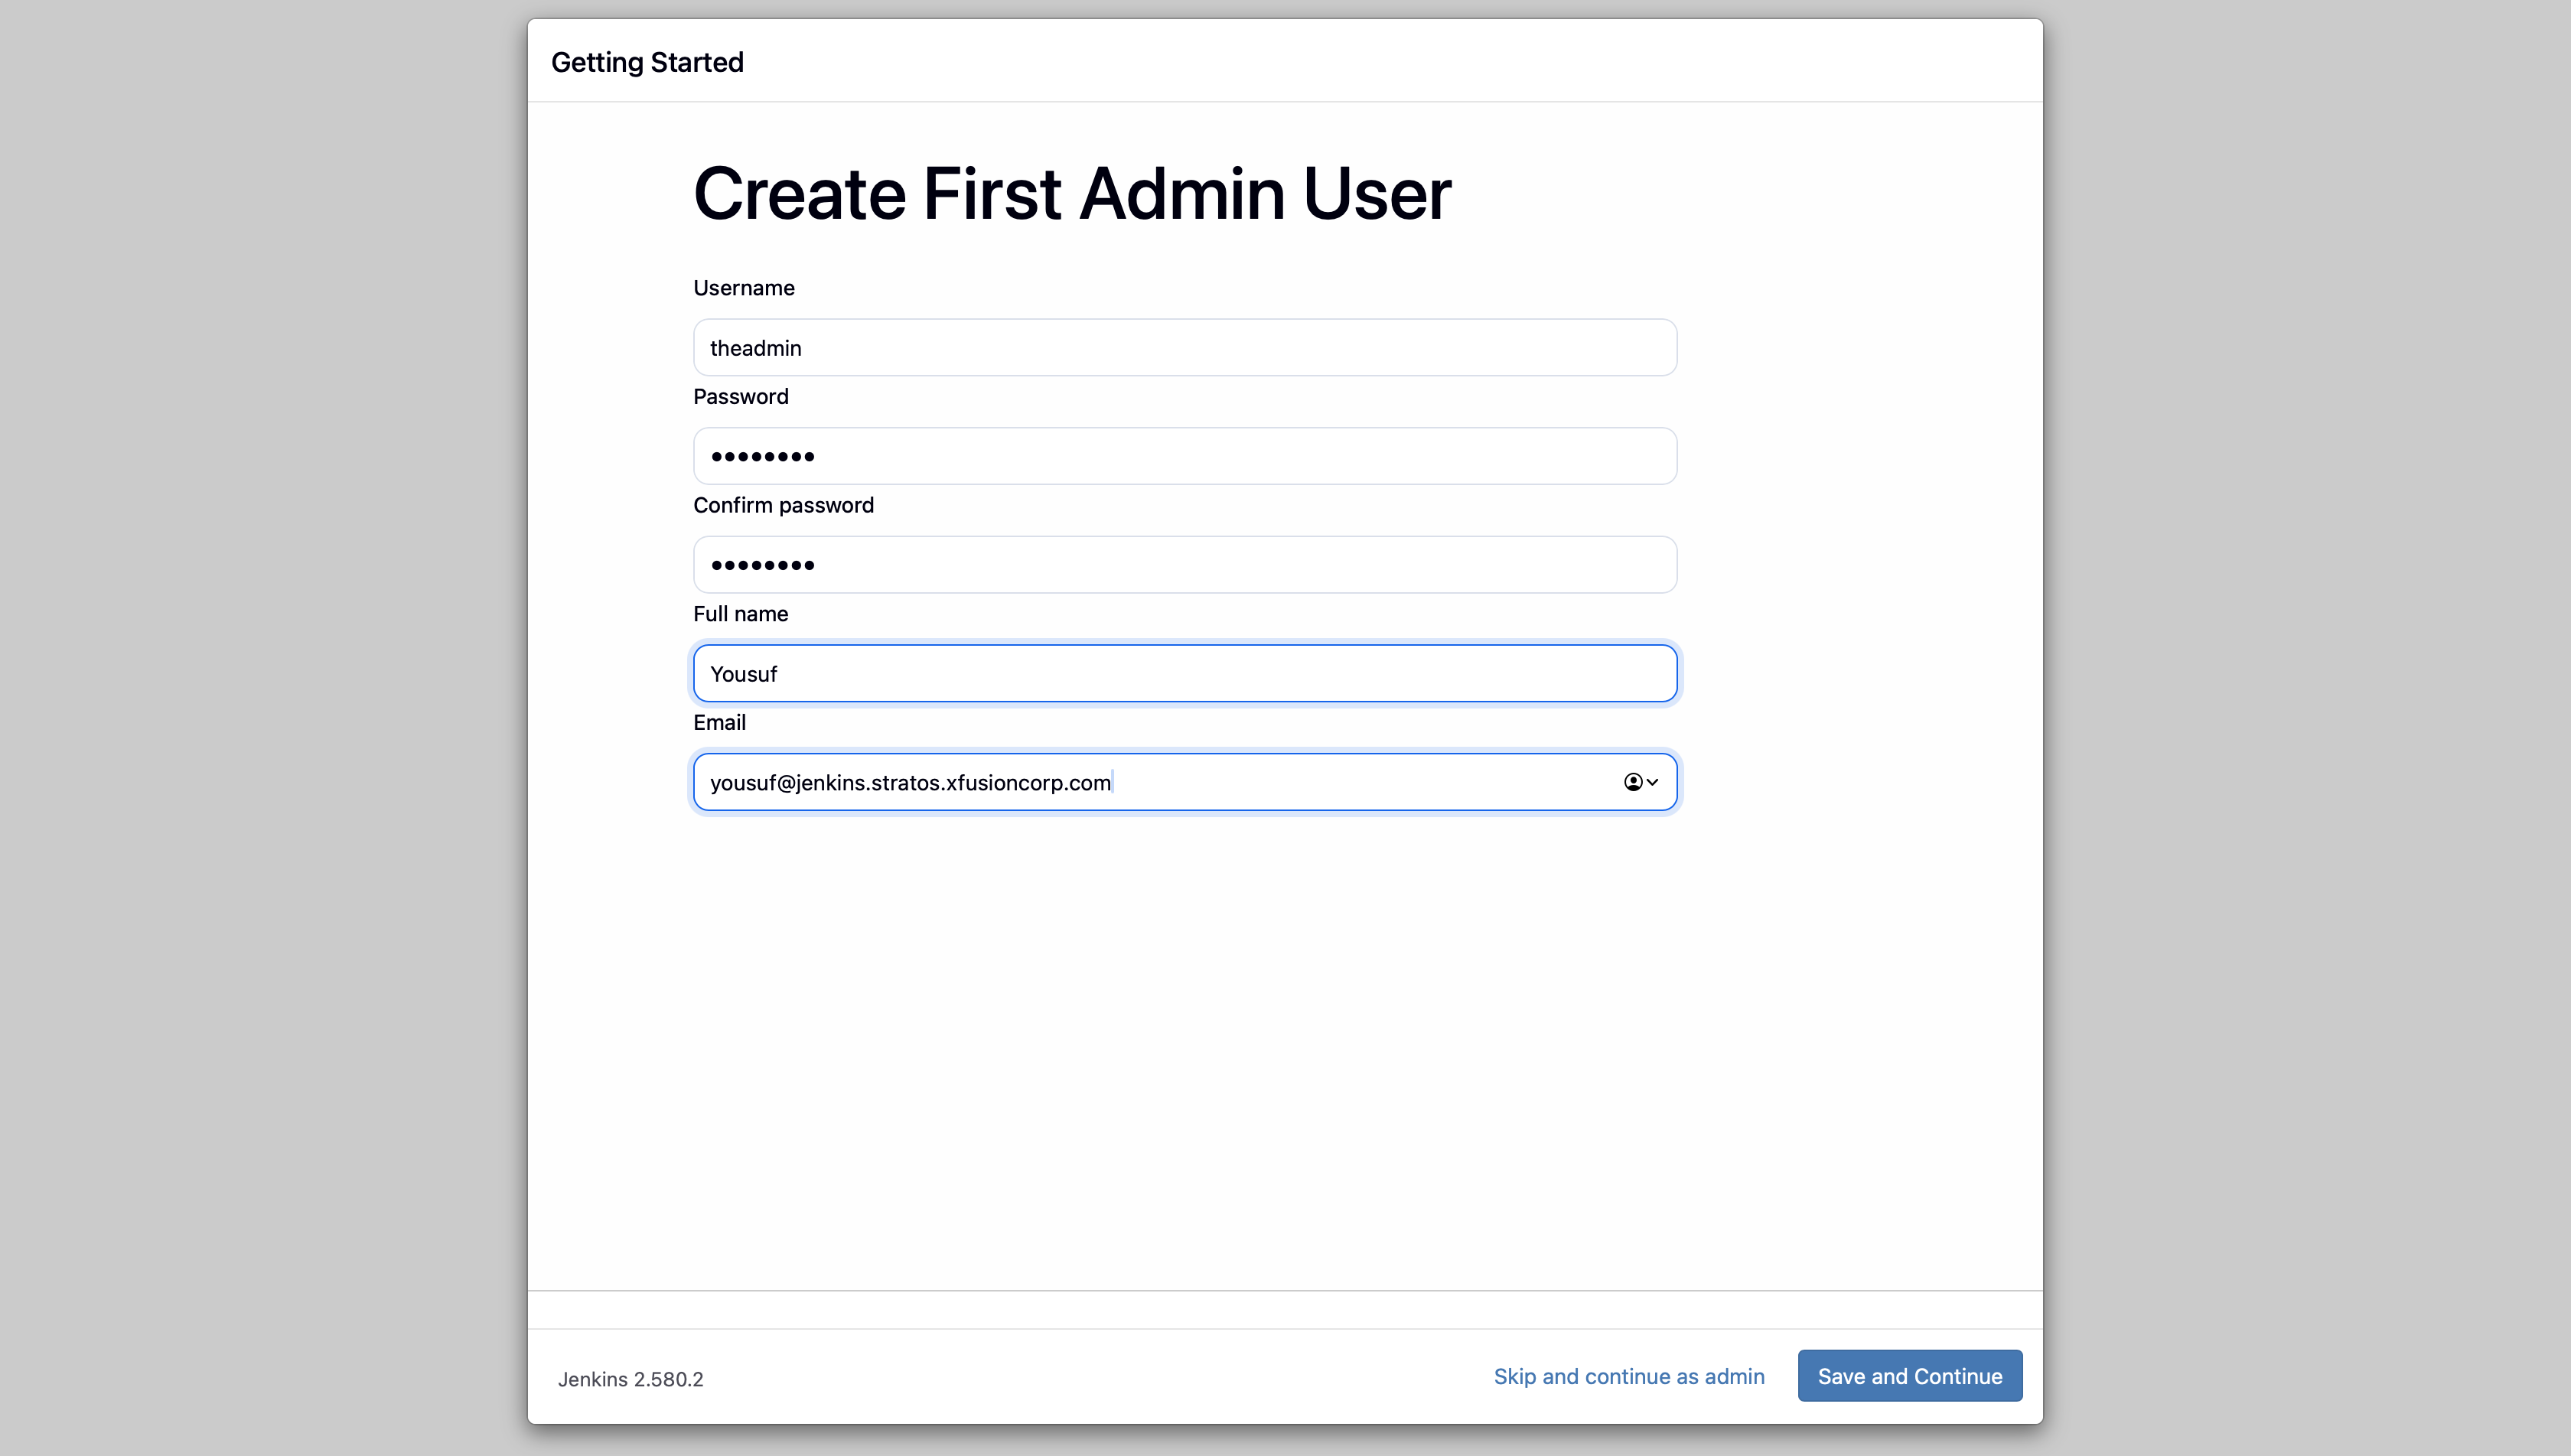 Getting Started
Create First Admin User
Username
theadmin
Password
••••••••
Confirm password
••••••••
Full name
Yousuf
Email
yousuf@jenkins.stratos.xfusioncorp.com
Jenkins 2.580.2
Skip and continue as admin
Save and Continue